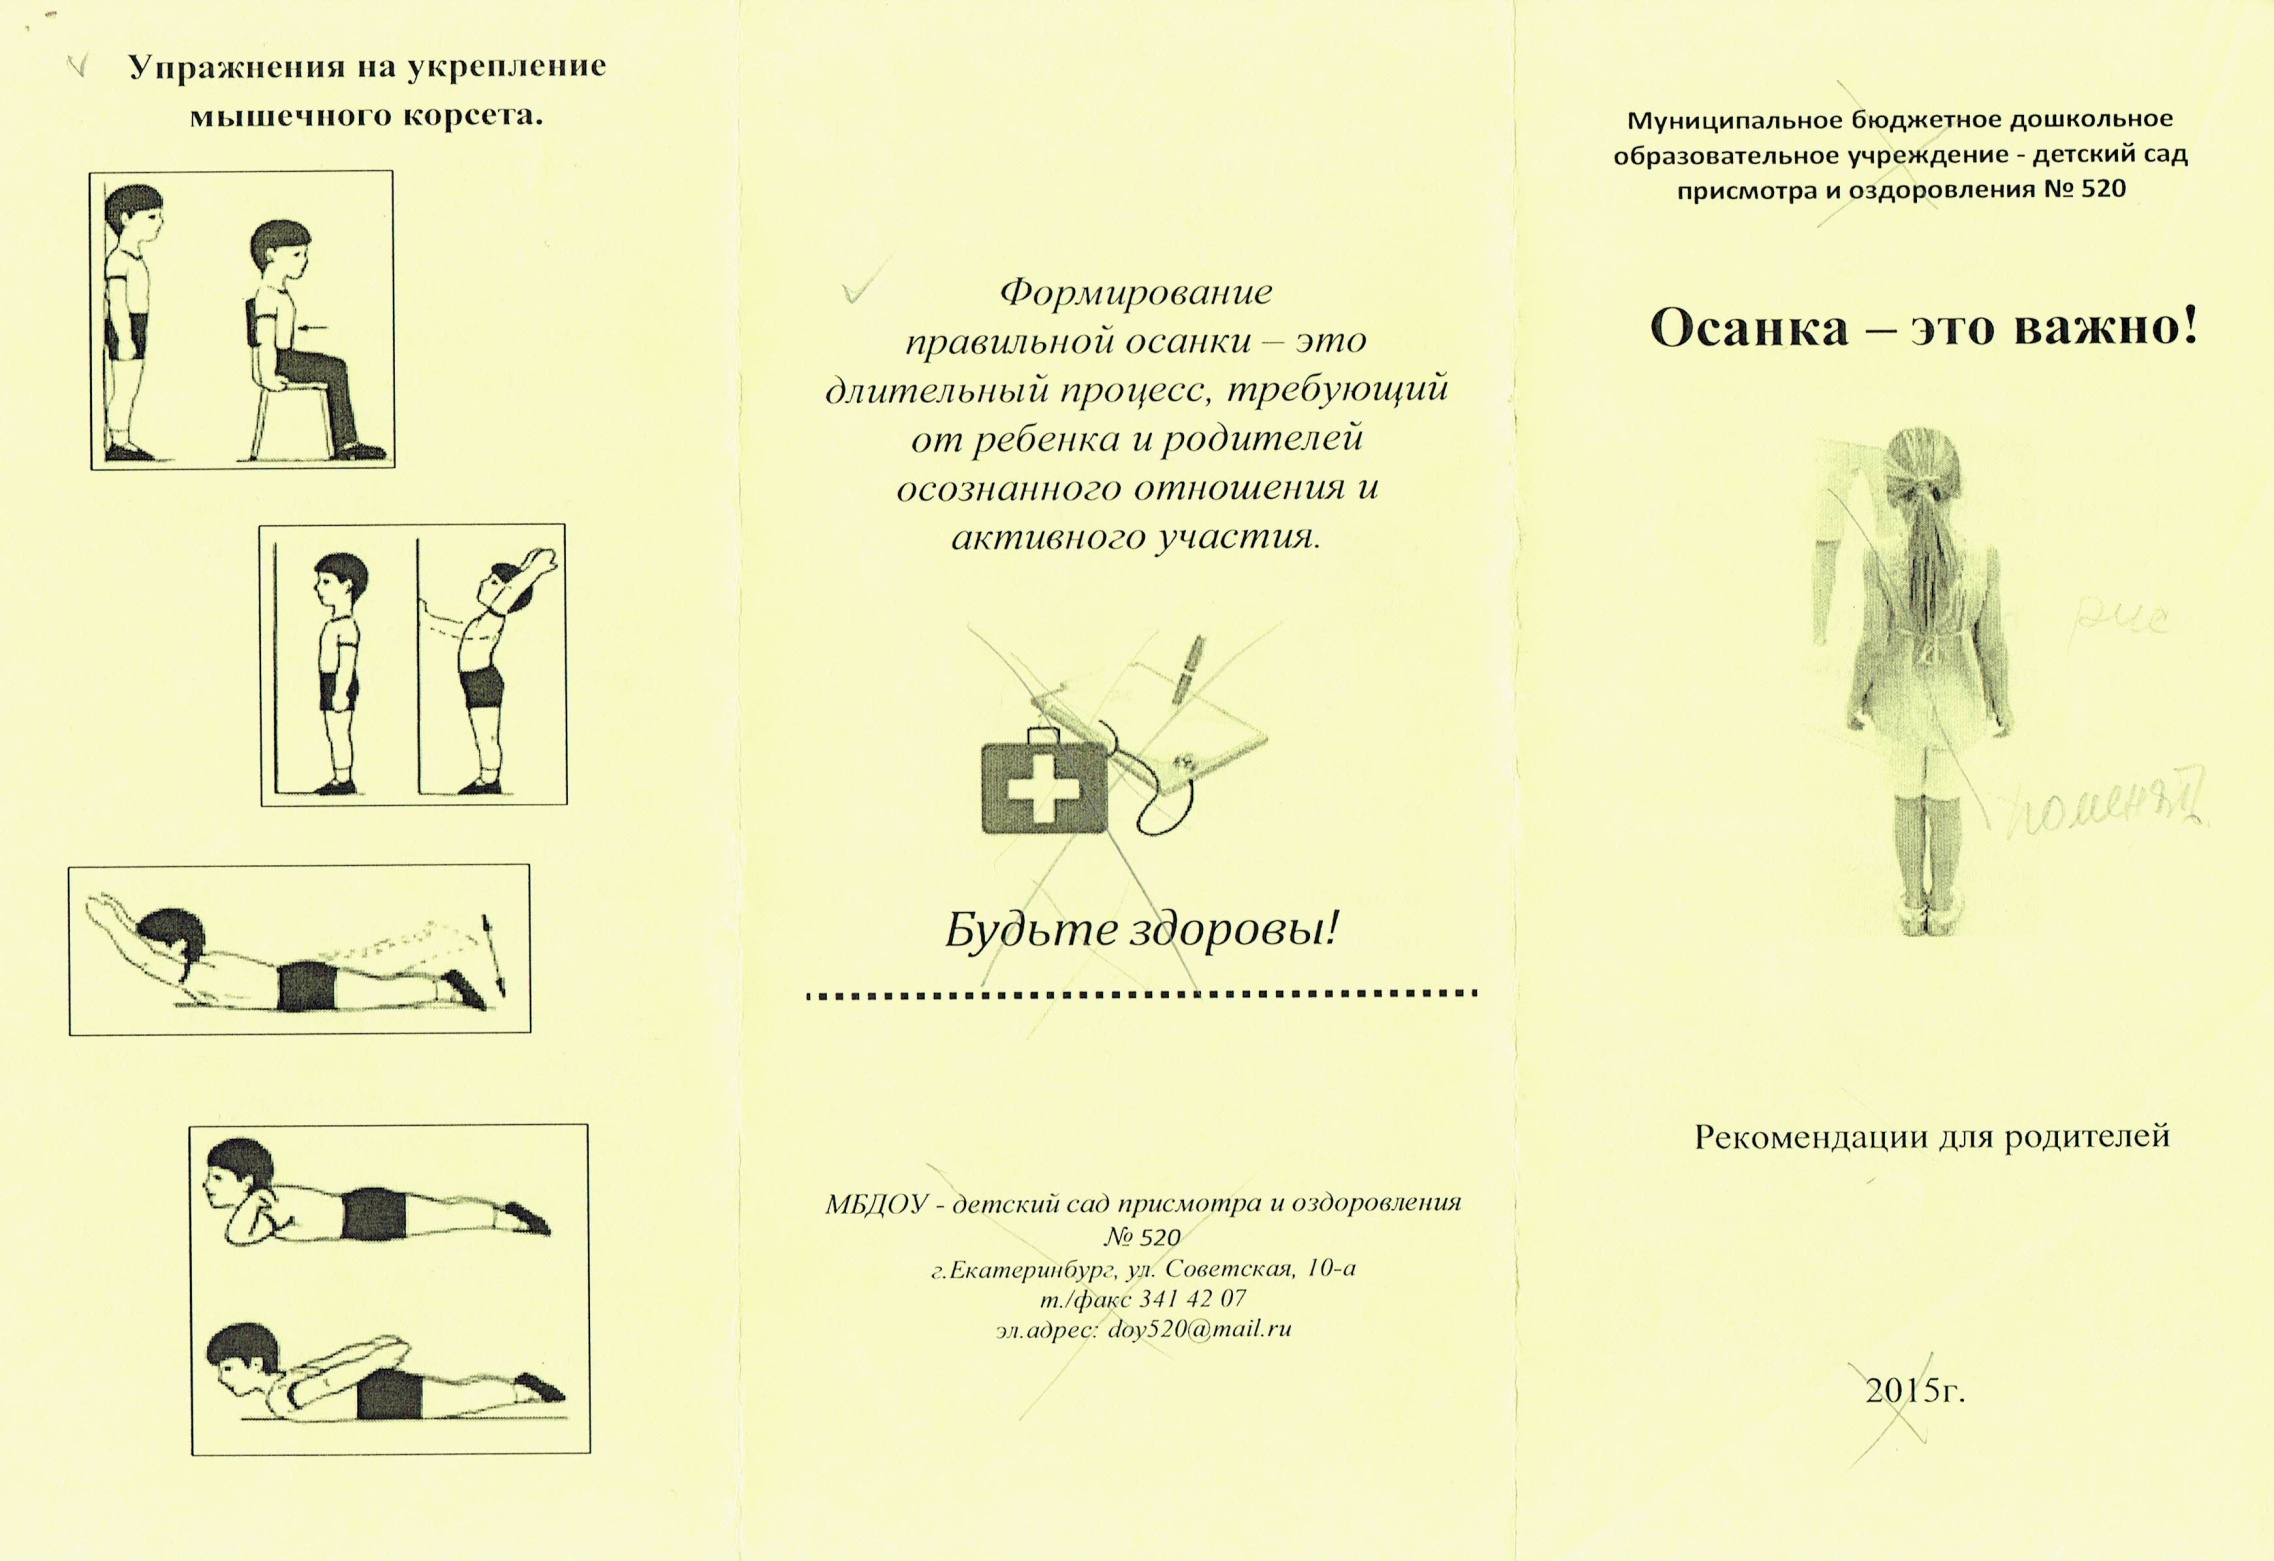 Упражнения на укрепление
мышечного корсета.
Формирование
правильной осанки – это
длительный процесс, требующий
от ребенка и родителей
осознанного отношения и
активного участия.
Будьте здоровы!
МБДОУ - детский сад присмотра и оздоровления
№ 520
г.Екатеринбург, ул. Советская, 10-а
т./факс 341 42 07
эл.адрес: doy520@mail.ru
Муниципальное бюджетное дошкольное
образовательное учреждение - детский сад
присмотра и оздоровления № 520
Осанка – это важно!
рис
поменять
Рекомендации для родителей
2015г.